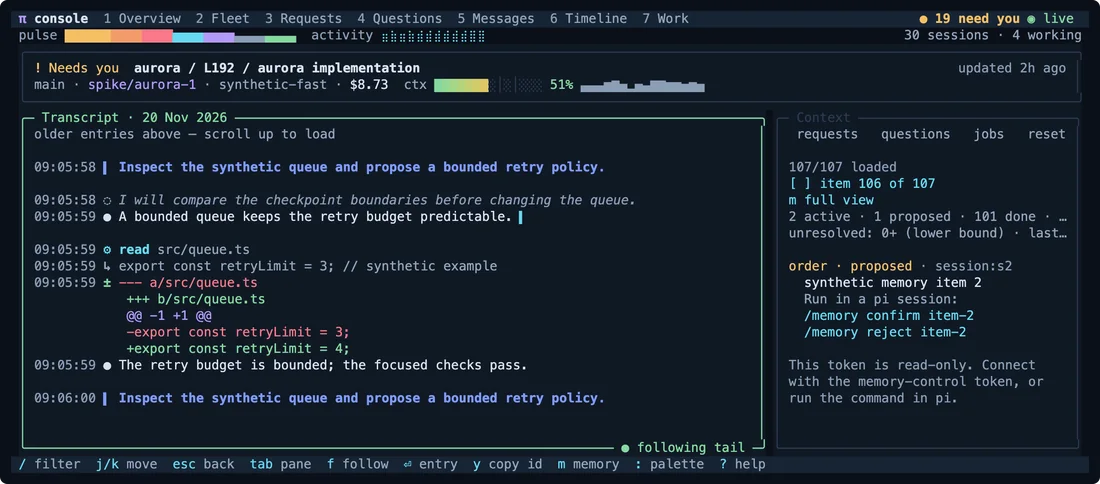 π console 1 Overview 2 Fleet 3 Requests 4 Questions 5 Messages 6 Timeline 7 Work ● 19 need you ◉ live
pulse activity 30 sessions · 4 working
! Needs you aurora / L192 / aurora implementation updated 2h ago
main · spike/aurora-1 · synthetic-fast · $8.73 ctx 51%
Transcript · 20 Nov 2026
older entries above — scroll up to load
09:05:58 ▌ Inspect the synthetic queue and propose a bounded retry policy.
09:05:58 ◌ I will compare the checkpoint boundaries before changing the queue.
09:05:59 ● A bounded queue keeps the retry budget predictable. ▌
09:05:59 ⚙ read src/queue.ts
09:05:59 ↳ export const retryLimit = 3; // synthetic example
09:05:59 ± --- a/src/queue.ts
+++ b/src/queue.ts
@@ -1 +1 @@
-export const retryLimit = 3;
+export const retryLimit = 4;
09:05:59 ● The retry budget is bounded; the focused checks pass.
09:06:00 ▌ Inspect the synthetic queue and propose a bounded retry policy.
● following tail
Context
requests questions jobs reset
107/107 loaded
[ ] item 106 of 107
m full view
2 active · 1 proposed · 101 done · …
unresolved: 0+ (lower bound) · last…
order · proposed · session:s2
synthetic memory item 2
Run in a pi session:
/memory confirm item-2
/memory reject item-2
This token is read-only. Connect
with the memory-control token, or
run the command in pi.
/ filter j/k move esc back tab pane f follow ⏎ entry y copy id m memory : palette ? help